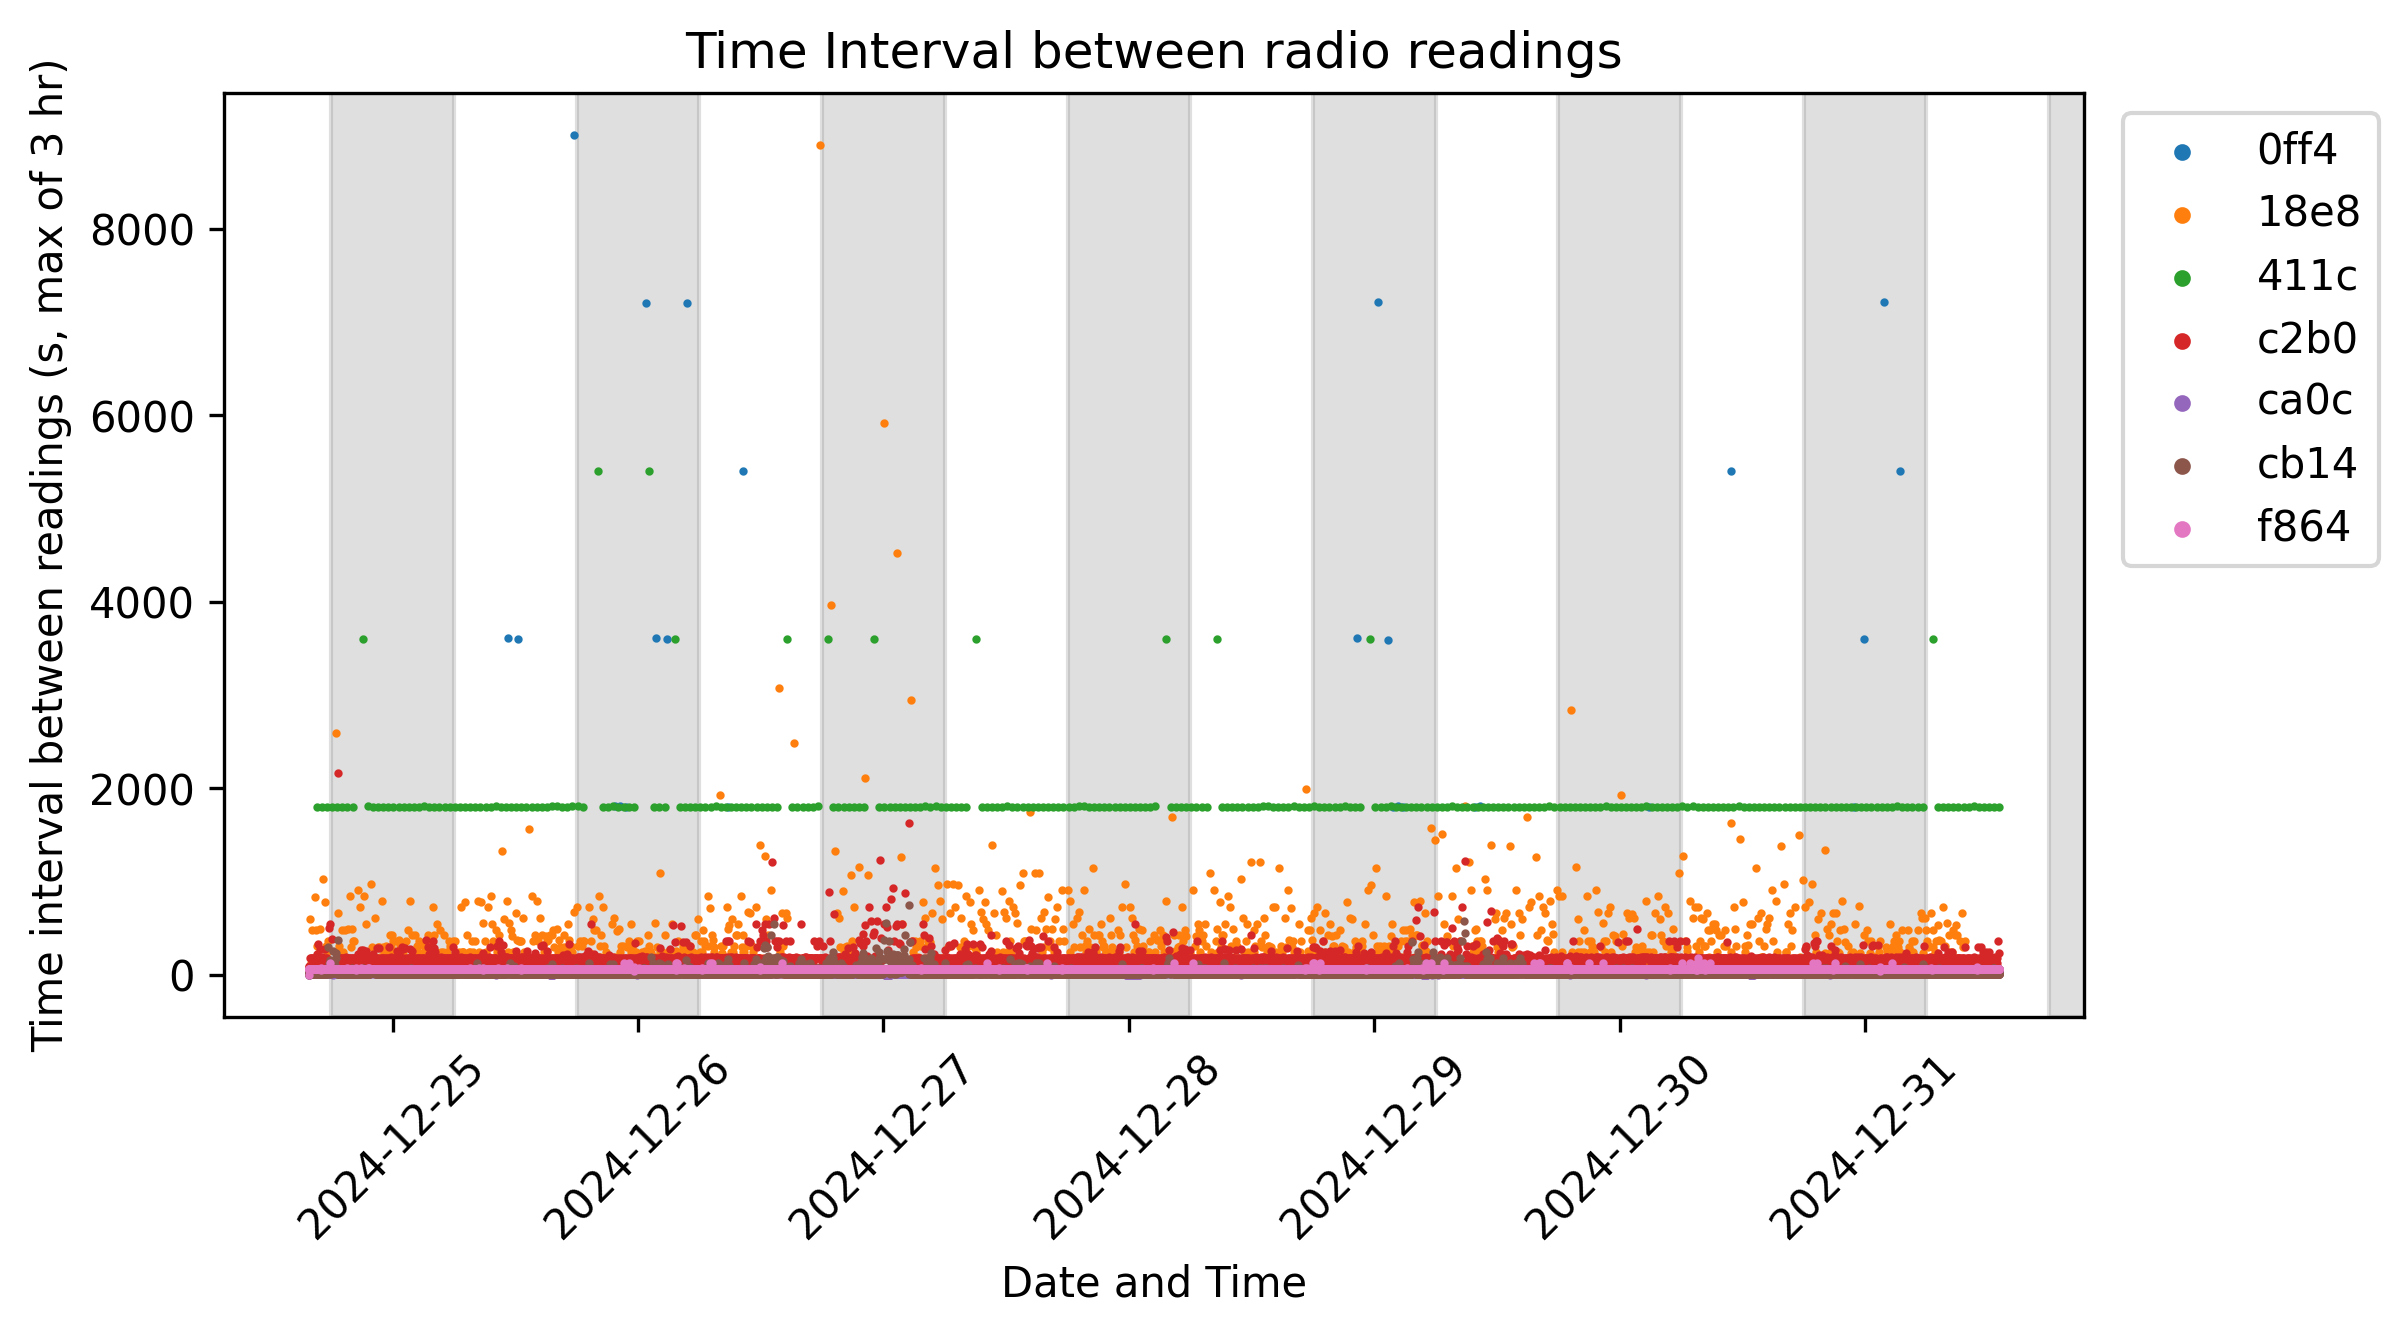 Time Interval between radio readings
Time interval between readings (s, max of 3 hr)
8000
6000
4000
2000
0
2024-12-25
2024-12-26
2024-12-27
2024-12-28
2024-12-29
2024-12-30
2024-12-31
Date and Time
0ff4
18e8
411c
c2b0
ca0c
cb14
f864